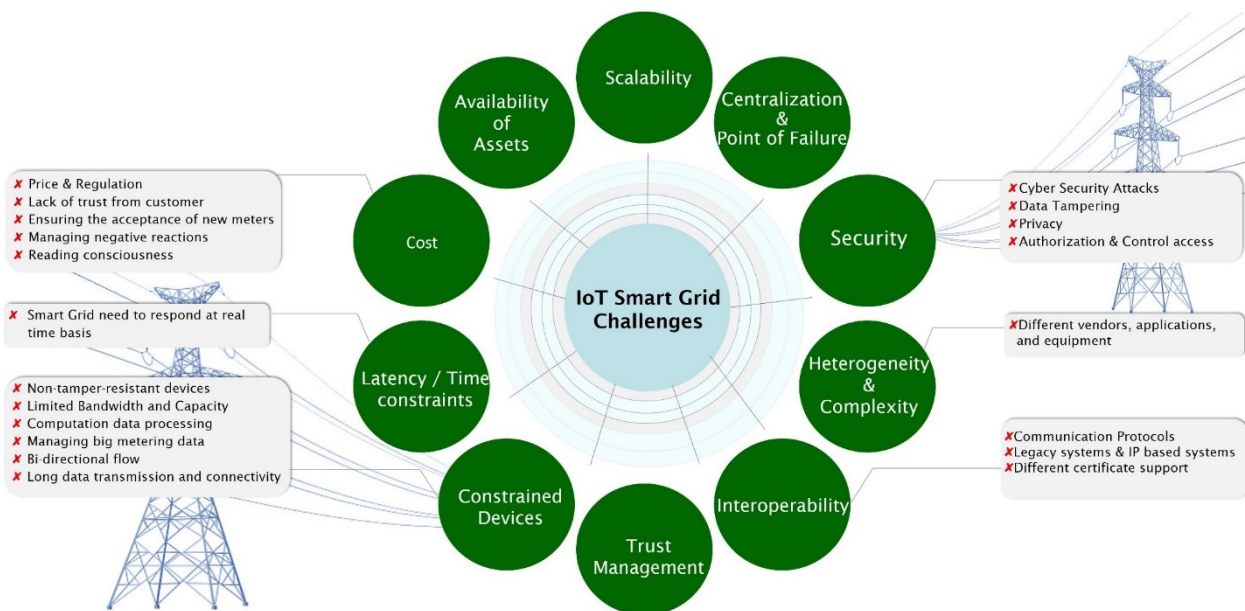 Scalability
Availability
of
Assets
Centralization
&
Point of Failure
✘ Price & Regulation
✘ Lack of trust from customer
✘ Ensuring the acceptance of new meters
✘ Managing negative reactions
✘ Reading consciousness
Cost
Security
✘Cyber Security Attacks
✘Data Tampering
✘Privacy
✘Authorization & Control access
IoT Smart Grid
Challenges
✘ Smart Grid need to respond at real
time basis
Latency / Time
constraints
Heterogeneity
&
Complexity
✘Different vendors, applications,
and equipment
✘ Non-tamper-resistant devices
✘ Limited Bandwidth and Capacity
✘ Computation data processing
✘ Managing big metering data
✘ Bi-directional flow
✘ Long data transmission and connectivity
Constrained
Devices
Interoperability
✘Communication Protocols
✘Legacy systems & IP based systems
✘Different certificate support
Trust
Management